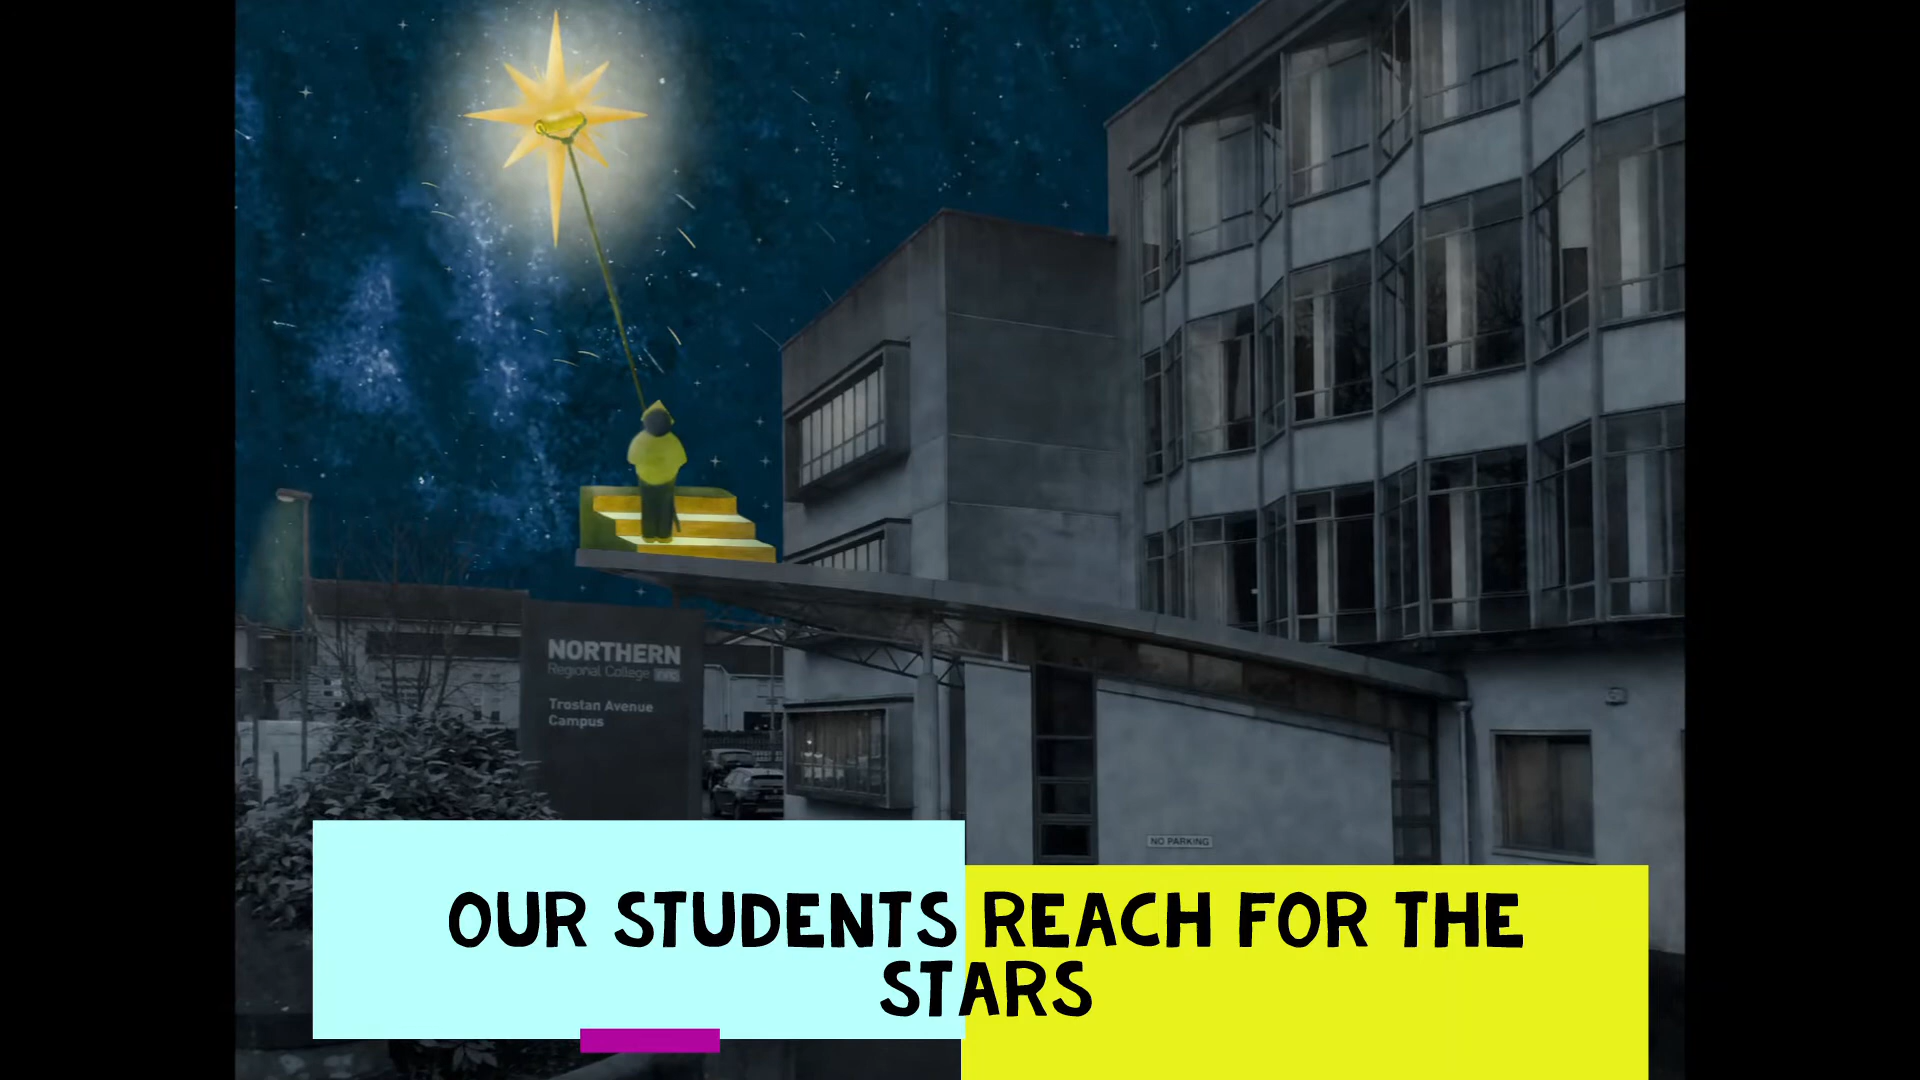 NORTHERN
Regional College
Trostan Avenue
Campus
NO PARKING
OUR STUDENTS REACH FOR THE
STARS